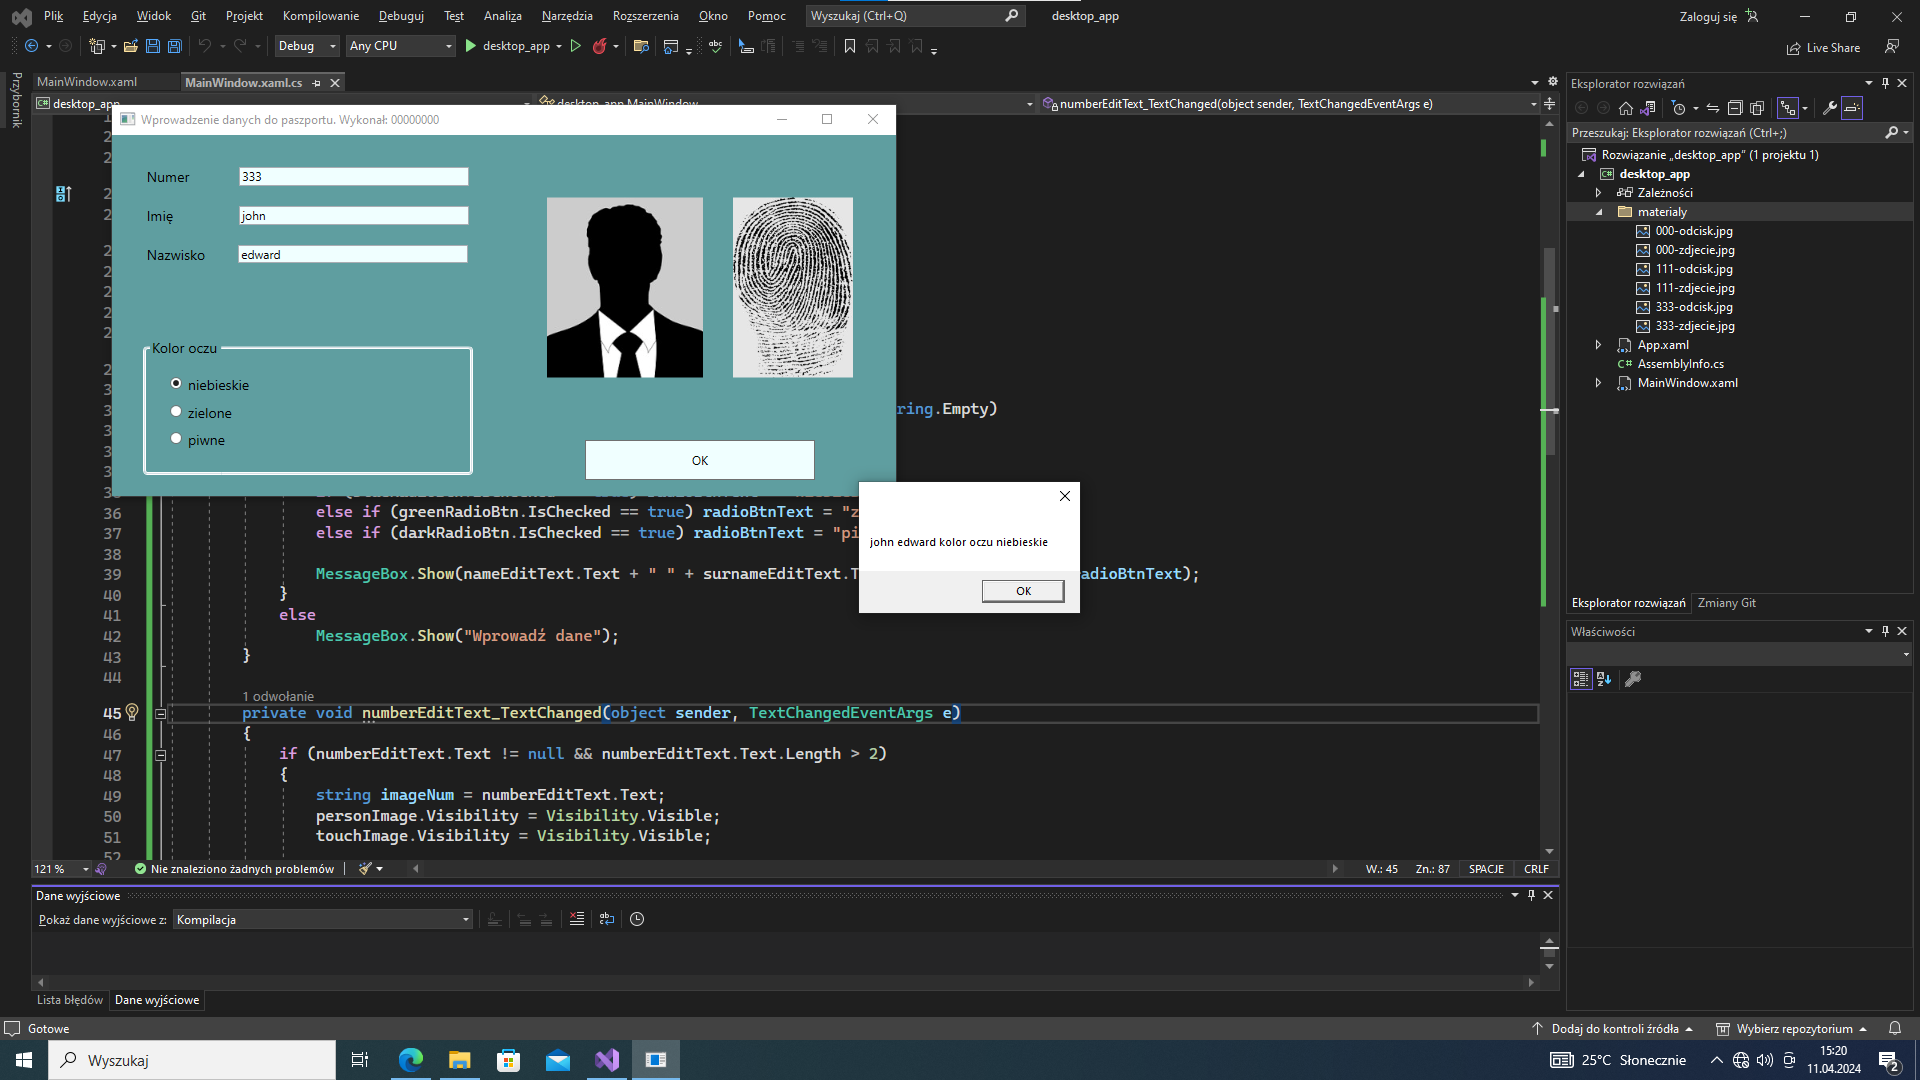 Plik Edycja Widok Git Projekt Kompilowanie Debuguj Test Analiza Narzędzia Rozszerzenia Okno Pomoc Wyszukaj (Ctrl+Q) desktop_app Zaloguj się
Debug Any CPU desktop_app Live Share
Przybornik
MainWindow.xaml MainWindow.xaml.cs
desktop_app desktop_app.MainWindow numberEditText_TextChanged(object sender, TextChangedEventArgs e)
Wprowadzenie danych do paszportu. Wykonał: 00000000
Numer 333
Imię john
Nazwisko edward
Kolor oczu
niebieskie
zielone
piwne
OK
ring.Empty)
john edward kolor oczu niebieskie
OK
36 else if (greenRadioBtn.IsChecked == true) radioBtnText = "z
37 else if (darkRadioBtn.IsChecked == true) radioBtnText = "pi
38
39 MessageBox.Show(nameEditText.Text + " " + surnameEditText.T adioBtnText);
40 }
41 else
42 MessageBox.Show("Wprowadź dane");
43 }
44
1 odwołanie
45 private void numberEditText_TextChanged(object sender, TextChangedEventArgs e)
46 {
47 if (numberEditText.Text != null && numberEditText.Text.Length > 2)
48 {
49 string imageNum = numberEditText.Text;
50 personImage.Visibility = Visibility.Visible;
51 touchImage.Visibility = Visibility.Visible;
52
121 % Nie znaleziono żadnych problemów W.: 45 Zn.: 87 SPACJE CRLF
Dane wyjściowe
Pokaż dane wyjściowe z: Kompilacja
Lista błędów Dane wyjściowe
Eksplorator rozwiązań
Przeszukaj: Eksplorator rozwiązań (Ctrl+;)
Rozwiązanie „desktop_app” (1 projektu 1)
desktop_app
Zależności
materialy
000-odcisk.jpg
000-zdjecie.jpg
111-odcisk.jpg
111-zdjecie.jpg
333-odcisk.jpg
333-zdjecie.jpg
App.xaml
AssemblyInfo.cs
MainWindow.xaml
Eksplorator rozwiązań Zmiany Git
Właściwości
Gotowe Dodaj do kontroli źródła Wybierz repozytorium
Wyszukaj 25°C Słonecznie 15:20
11.04.2024 2